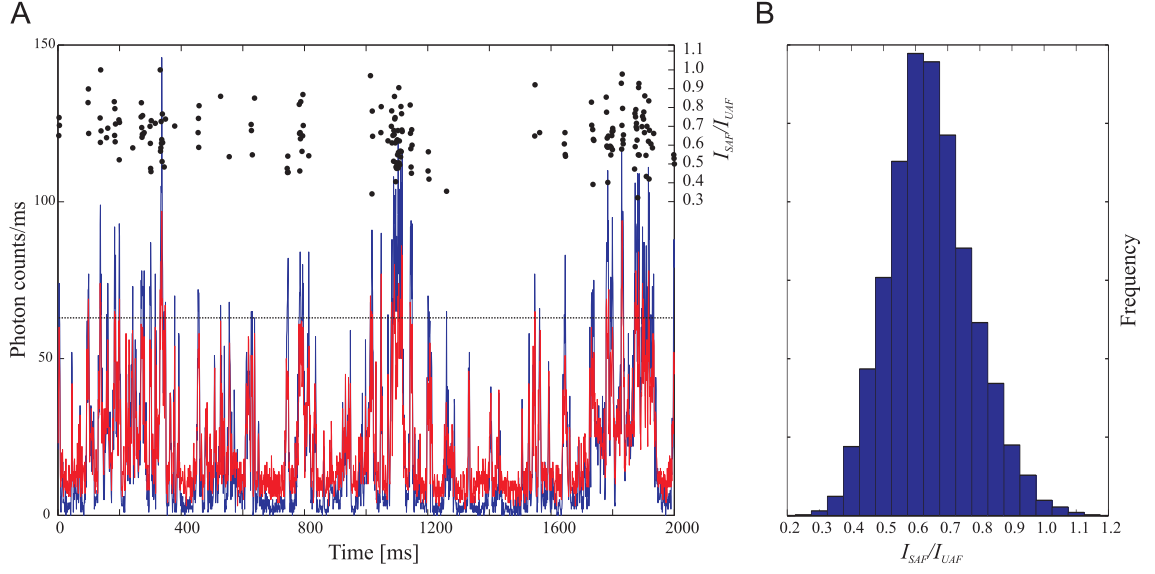 A
B
150
100
50
0
Photon counts/ms
1.1
1.0
0.9
0.8
0.7
0.6
0.5
0.4
0.3
I_SAF/I_UAF
0 400 800 1200 1600 2000
Time [ms]
Frequency
0.2 0.3 0.4 0.5 0.6 0.7 0.8 0.9 1.0 1.1 1.2
I_SAF/I_UAF